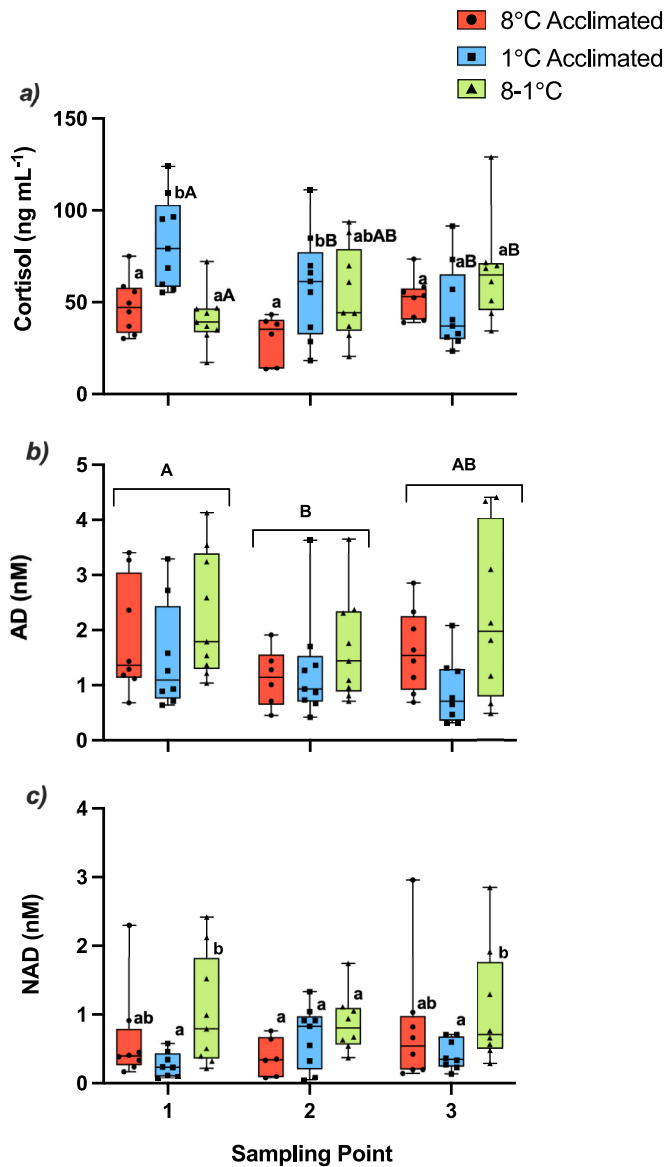 8°C Acclimated
1°C Acclimated
8-1°C
a)
150
100
50
0
Cortisol (ng mL⁻¹)
a
bA
aA
a
bB
abAB
a
aB
aB
b)
5
4
3
2
1
0
AD (nM)
A
B
AB
c)
4
3
2
1
0
NAD (nM)
ab
a
b
a
a
a
ab
a
b
1
2
3
Sampling Point